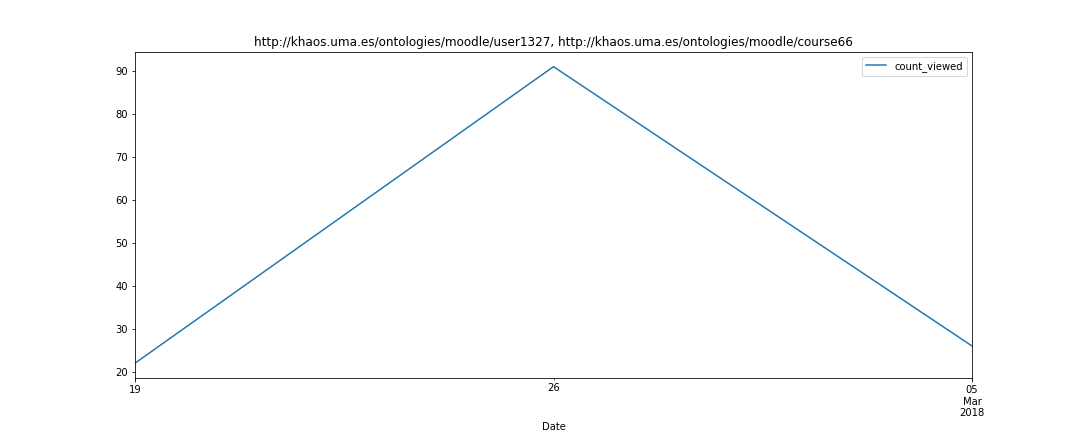 http://khaos.uma.es/ontologies/moodle/user1327, http://khaos.uma.es/ontologies/moodle/course66
count_viewed
90
80
70
60
50
40
30
20
19 26 05
Mar
2018
Date